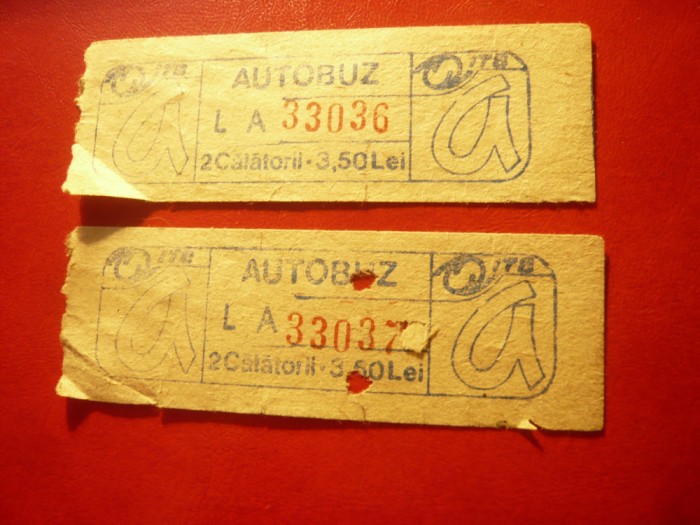 ITB AUTOBUZ ITB
L A 33036
2 Călătorii · 3,50 Lei
ITB AUTOBUZ ITB
L A 33037
2 Călătorii · 3,50 Lei